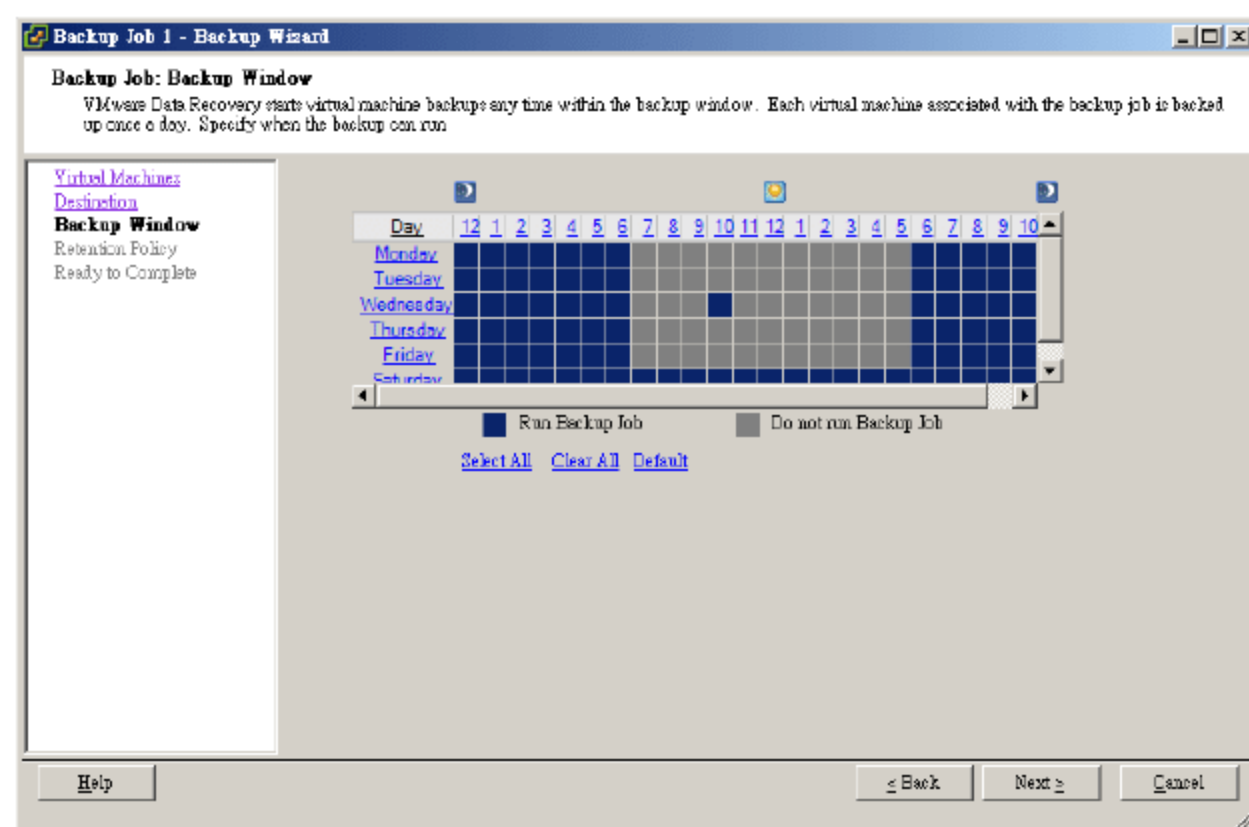 Backup Job 1 - Backup Wizard
Backup Job: Backup Window
VMware Data Recovery starts virtual machine backups any time within the backup window. Each virtual machine associated with the backup job is backed
up once a day. Specify when the backup can run
Virtual Machines
Destination
Backup Window
Retention Policy
Ready to Complete
Day 12 1 2 3 4 5 6 7 8 9 10 11 12 1 2 3 4 5 6 7 8 9 10
Monday
Tuesday
Wednesday
Thursday
Friday
Saturday
Run Backup Job Do not run Backup Job
Select All Clear All Default
Help < Back Next > Cancel